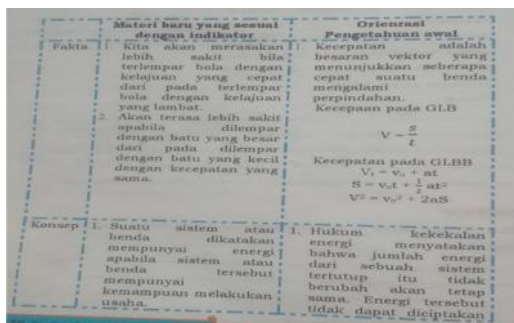 Materi baru yang sesuai
dengan indikator
Orientasi
Pengetahuan awal
Fakta
1. Kita akan merasakan
lebih sakit bila
terlempar bola dengan
kelajuan yang cepat
dari pada terlempar
bola dengan kelajuan
yang lambat.
2. Akan terasa lebih sakit
apabila dilempar
dengan batu yang besar
dari pada dilempar
dengan batu yang kecil
dengan kecepatan yang
sama.
1. Kecepatan adalah
besaran vektor yang
menunjukkan seberapa
cepat suatu benda
mengalami
perpindahan.
Kecepaan pada GLB
V = s/t
Kecepatan pada GLBB
Vₜ = vₒ + at
S = vₒt + ½ at²
V² = vₒ² + 2aS
Konsep
1. Suatu sistem atau
benda dikatakan
mempunyai energi
apabila sistem atau
benda tersebut
mempunyai
kemampuan melakukan
usaha.
1. Hukum kekekalan
energi menyatakan
bahwa jumlah energi
dari sebuah sistem
tertutup itu tidak
berubah akan tetap
sama. Energi tersebut
tidak dapat diciptakan